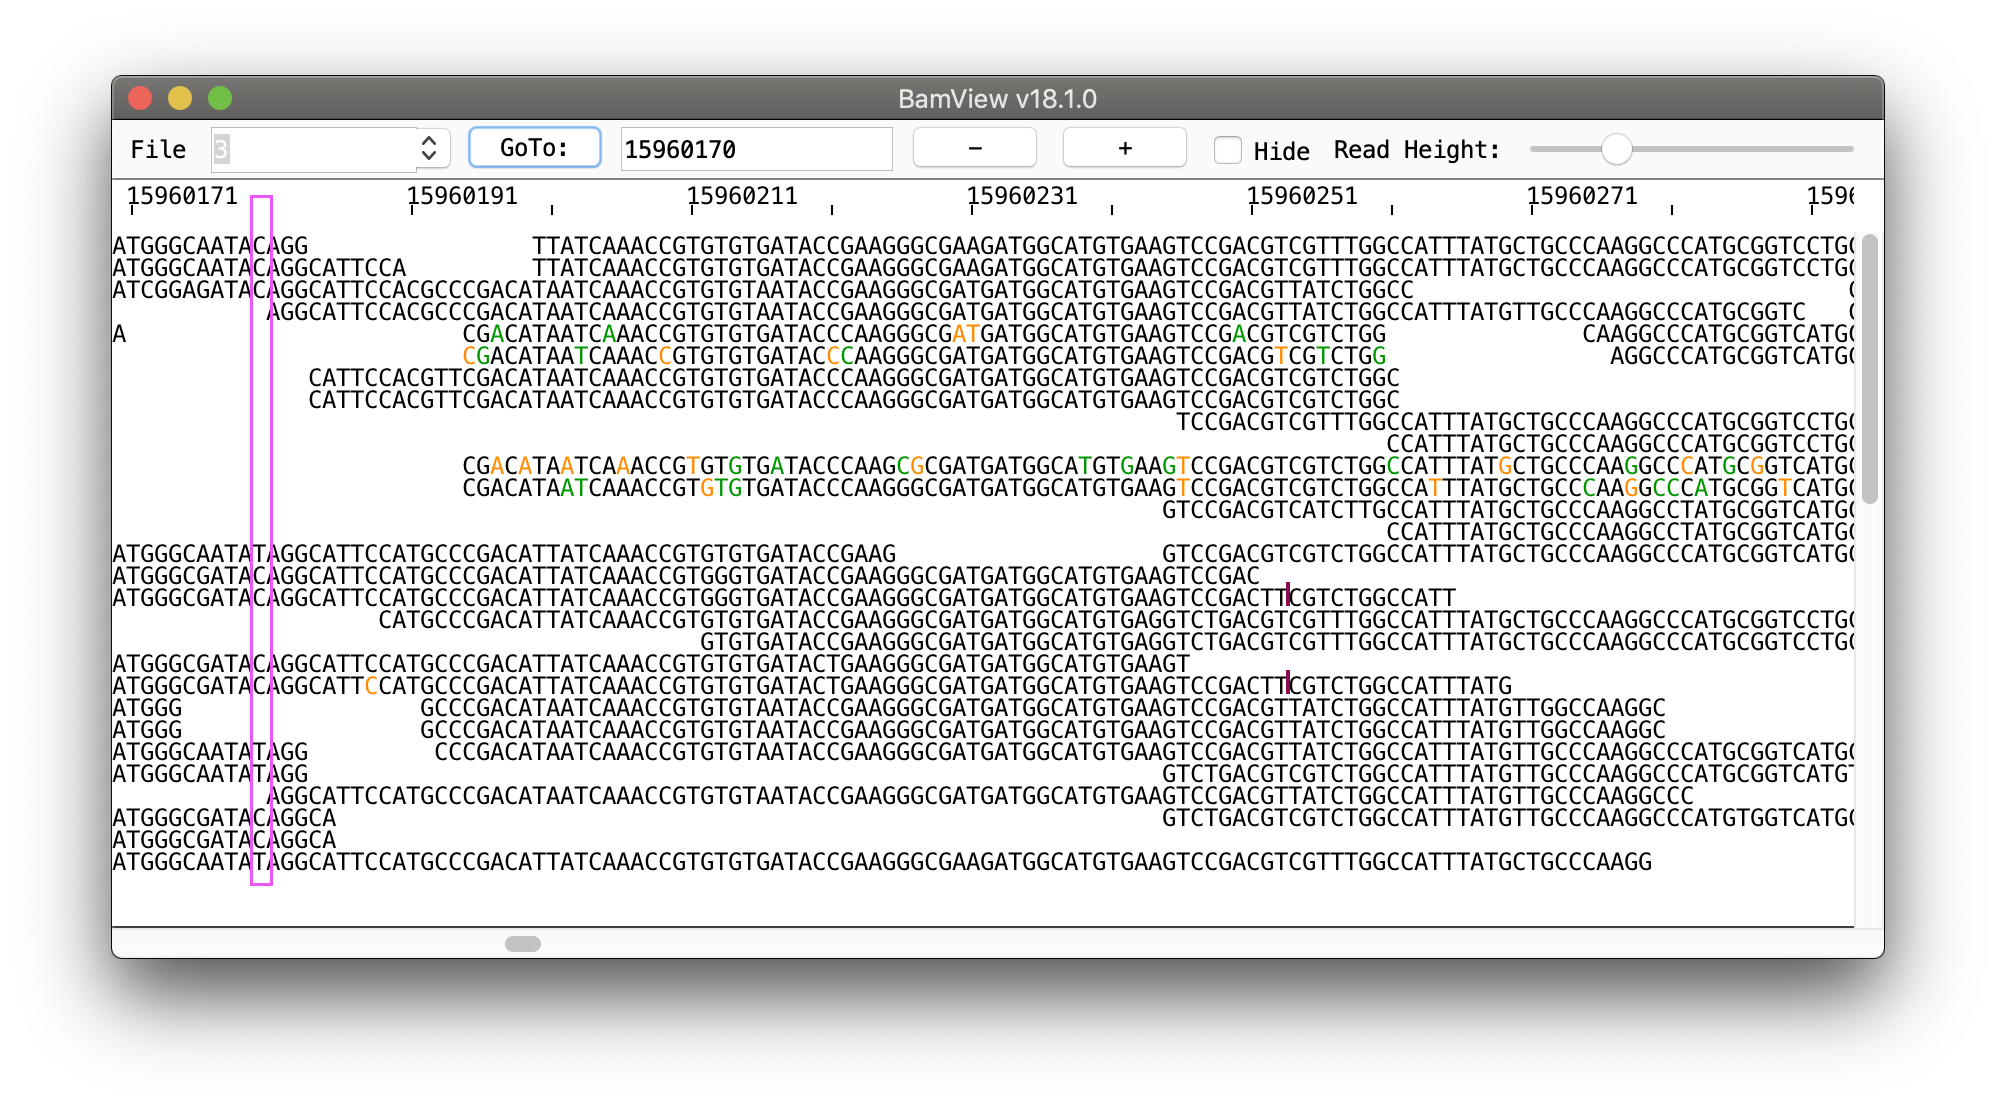 BamView v18.1.0
File 3 GoTo: 15960170 - + Hide Read Height:
15960171 15960191 15960211 15960231 15960251 15960271 1596
ATGGGCAATACAGG TTATCAAACCGTGTGTGATACCGAAGGGCGAAGATGGCATGTGAAGTCCGACGTCGTTTGGCCATTTATGCTGCCCAAGGCCCATGCGGTCCTG
ATGGGCAATACAGGCATTCCA TTATCAAACCGTGTGTGATACCGAAGGGCGAAGATGGCATGTGAAGTCCGACGTCGTTTGGCCATTTATGCTGCCCAAGGCCCATGCGGTCCTG
ATCGGAGATACAGGCATTCCACGCCCGACATAATCAAACCGTGTGTAATACCGAAGGGCGATGATGGCATGTGAAGTCCGACGTTATCTGGCC
AGGCATTCCACGCCCGACATAATCAAACCGTGTGTAATACCGAAGGGCGATGATGGCATGTGAAGTCCGACGTTATCTGGCCATTTATGTTGCCCAAGGCCCATGCGGTC
A CGACATAATCAAACCGTGTGTGATACCCAAGGGCGATGATGGCATGTGAAGTCCGACGTCGTCTGG CAAGGCCCATGCGGTCATG
CGACATAATCAAACCGTGTGTGATACCCAAGGGCGATGATGGCATGTGAAGTCCGACGTCGTCTGG AGGCCCATGCGGTCATG
CATTCCACGTTCGACATAATCAAACCGTGTGTGATACCCAAGGGCGATGATGGCATGTGAAGTCCGACGTCGTCTGGC
CATTCCACGTTCGACATAATCAAACCGTGTGTGATACCCAAGGGCGATGATGGCATGTGAAGTCCGACGTCGTCTGGC
TCCGACGTCGTTTGGCCATTTATGCTGCCCAAGGCCCATGCGGTCCTG
CCATTTATGCTGCCCAAGGCCCATGCGGTCCTG
CGACATAATCAAACCGTGTGTGATACCCAAGCGCGATGATGGCATGTGAAGTCCGACGTCGTCTGGCCATTTATGCTGCCCAAGGCCCATGCGGTCATG
CGACATAATCAAACCGTGTGTGATACCCAAGGGCGATGATGGCATGTGAAGTCCGACGTCGTCTGGCCATTTATGCTGCCCAAGGCCCATGCGGTCATG
GTCCGACGTCATCTTGCCATTTATGCTGCCCAAGGCCTATGCGGTCATG
CCATTTATGCTGCCCAAGGCCTATGCGGTCATG
ATGGGCAATATAGGCATTCCATGCCCGACATTATCAAACCGTGTGTGATACCGAAG GTCCGACGTCGTCTGGCCATTTATGCTGCCCAAGGCCCATGCGGTCATG
ATGGGCGATACAGGCATTCCATGCCCGACATTATCAAACCGTGGGTGATACCGAAGGGCGATGATGGCATGTGAAGTCCGAC
ATGGGCGATACAGGCATTCCATGCCCGACATTATCAAACCGTGGGTGATACCGAAGGGCGATGATGGCATGTGAAGTCCGACTTCGTCTGGCCATT
CATGCCCGACATTATCAAACCGTGTGTGATACCGAAGGGCGATGATGGCATGTGAGGTCTGACGTCGTTTGGCCATTTATGCTGCCCAAGGCCCATGCGGTCCTG
GTGTGATACCGAAGGGCGATGATGGCATGTGAGGTCTGACGTCGTTTGGCCATTTATGCTGCCCAAGGCCCATGCGGTCCTG
ATGGGCGATACAGGCATTCCATGCCCGACATTATCAAACCGTGTGTGATACTGAAGGGCGATGATGGCATGTGAAGT
ATGGGCGATACAGGCATTCCATGCCCGACATTATCAAACCGTGTGTGATACTGAAGGGCGATGATGGCATGTGAAGTCCGACTTCGTCTGGCCATTTATG
ATGGG GCCCGACATAATCAAACCGTGTGTAATACCGAAGGGCGATGATGGCATGTGAAGTCCGACGTTATCTGGCCATTTATGTTGGCCAAGGC
ATGGG GCCCGACATAATCAAACCGTGTGTAATACCGAAGGGCGATGATGGCATGTGAAGTCCGACGTTATCTGGCCATTTATGTTGGCCAAGGC
ATGGGCAATATAGG CCCGACATAATCAAACCGTGTGTAATACCGAAGGGCGATGATGGCATGTGAAGTCCGACGTTATCTGGCCATTTATGTTGCCCAAGGCCCATGCGGTCATG
ATGGGCAATATAGG GTCTGACGTCGTCTGGCCATTTATGTTGCCCAAGGCCCATGCGGTCATG
AGGCATTCCATGCCCGACATAATCAAACCGTGTGTAATACCGAAGGGCGATGATGGCATGTGAAGTCCGACGTTATCTGGCCATTTATGTTGCCCAAGGCCC
ATGGGCGATACAGGCA GTCTGACGTCGTCTGGCCATTTATGTTGCCCAAGGCCCATGTGGTCATG
ATGGGCGATACAGGCA
ATGGGCAATATAGGCATTCCATGCCCGACATTATCAAACCGTGTGTGATACCGAAGGGCGAAGATGGCATGTGAAGTCCGACGTCGTTTGGCCATTTATGCTGCCCAAGG